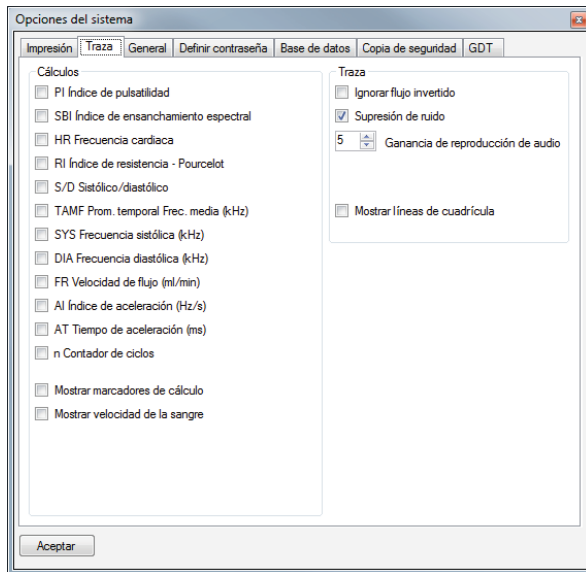 Opciones del sistema
Impresión Traza General Definir contraseña Base de datos Copia de seguridad GDT
Cálculos
PI Índice de pulsatilidad
SBI Índice de ensanchamiento espectral
HR Frecuencia cardiaca
RI Índice de resistencia - Pourcelot
S/D Sistólico/diastólico
TAMF Prom. temporal Frec. media (kHz)
SYS Frecuencia sistólica (kHz)
DIA Frecuencia diastólica (kHz)
FR Velocidad de flujo (ml/min)
AI Índice de aceleración (Hz/s)
AT Tiempo de aceleración (ms)
n Contador de ciclos
Mostrar marcadores de cálculo
Mostrar velocidad de la sangre
Traza
Ignorar flujo invertido
Supresión de ruido
5 Ganancia de reproducción de audio
Mostrar líneas de cuadrícula
Aceptar